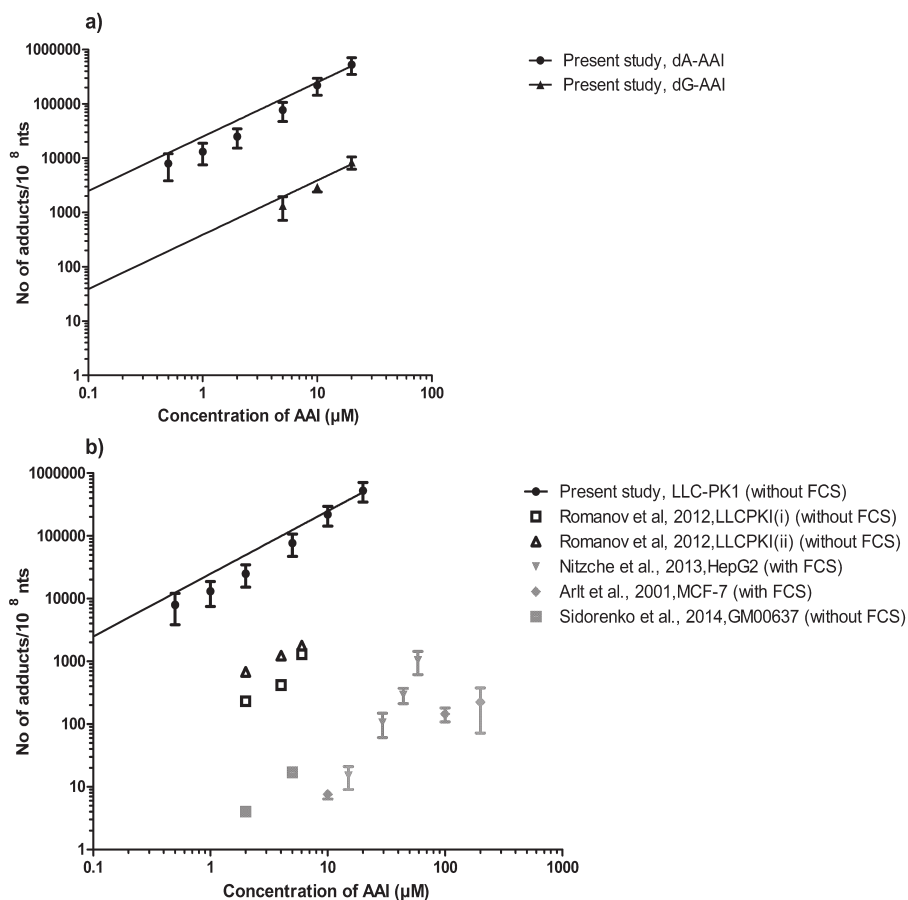 a)
1000000
100000
10000
1000
100
10
1
0.1
1
10
100
No of adducts/10 8 nts
Concentration of AAI (µM)
Present study, dA-AAI
Present study, dG-AAI
b)
1000000
100000
10000
1000
100
10
1
0.1
1
10
100
1000
No of adducts/10 8 nts
Concentration of AAI (µM)
Present study, LLC-PK1 (without FCS)
Romanov et al, 2012,LLCPKI(i) (without FCS)
Romanov et al, 2012,LLCPKI(ii) (without FCS)
Nitzche et al., 2013,HepG2 (with FCS)
Arlt et al., 2001,MCF-7 (with FCS)
Sidorenko et al., 2014,GM00637 (without FCS)